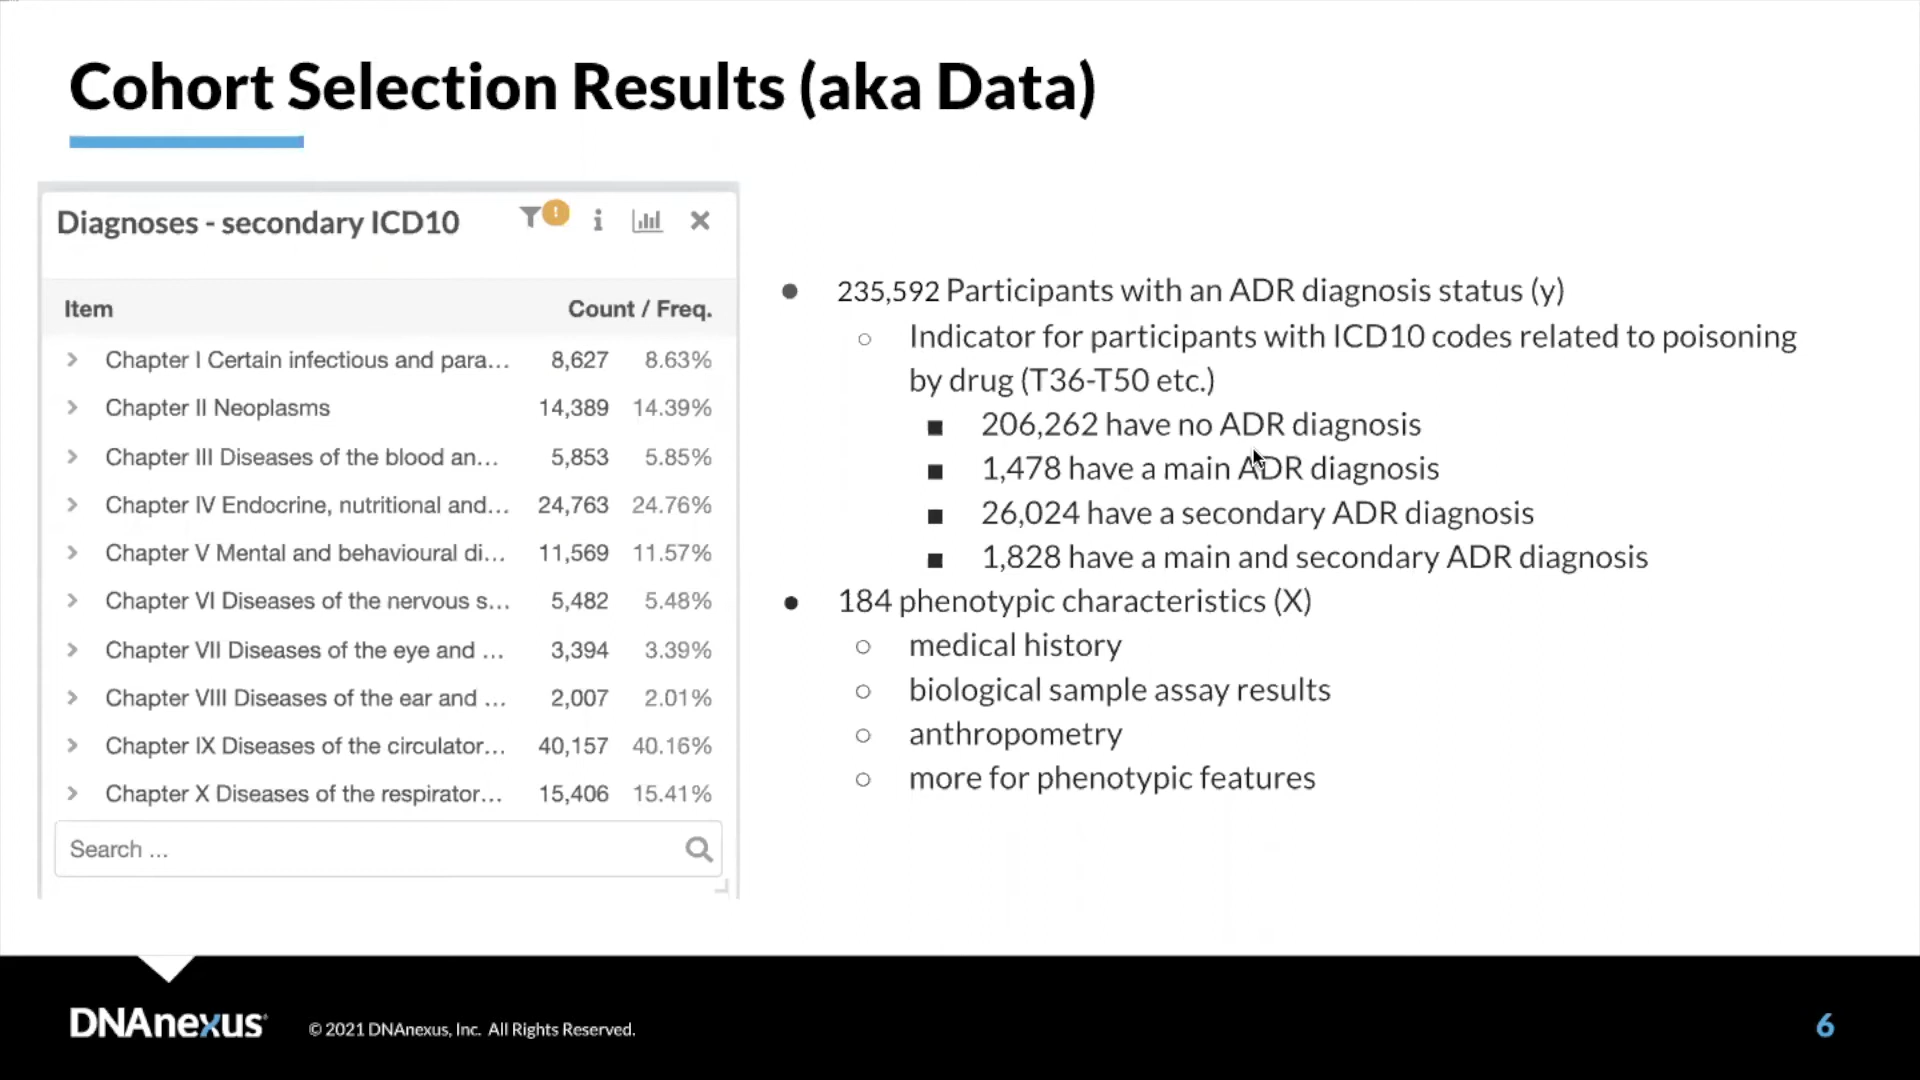 Cohort Selection Results (aka Data)
Diagnoses - secondary ICD10
Item Count / Freq.
Chapter I Certain infectious and para... 8,627 8.63%
Chapter II Neoplasms 14,389 14.39%
Chapter III Diseases of the blood an... 5,853 5.85%
Chapter IV Endocrine, nutritional and... 24,763 24.76%
Chapter V Mental and behavioural di... 11,569 11.57%
Chapter VI Diseases of the nervous s... 5,482 5.48%
Chapter VII Diseases of the eye and ... 3,394 3.39%
Chapter VIII Diseases of the ear and ... 2,007 2.01%
Chapter IX Diseases of the circulator... 40,157 40.16%
Chapter X Diseases of the respirator... 15,406 15.41%
Search ...
● 235,592 Participants with an ADR diagnosis status (y)
○ Indicator for participants with ICD10 codes related to poisoning
by drug (T36-T50 etc.)
■ 206,262 have no ADR diagnosis
■ 1,478 have a main ADR diagnosis
■ 26,024 have a secondary ADR diagnosis
■ 1,828 have a main and secondary ADR diagnosis
● 184 phenotypic characteristics (X)
○ medical history
○ biological sample assay results
○ anthropometry
○ more for phenotypic features
DNAnexus © 2021 DNAnexus, Inc. All Rights Reserved. 6